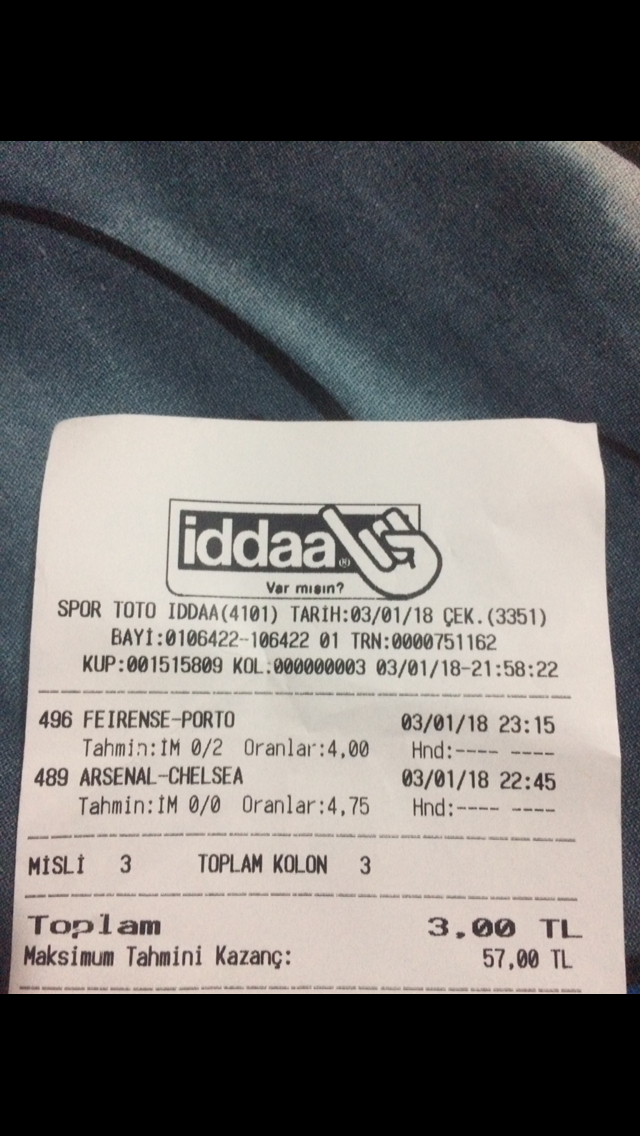 iddaa®
Var mısın?
SPOR TOTO IDDAA(4101) TARİH:03/01/18 ÇEK.(3351)
BAYİ:0106422-106422 01 TRN:0000751162
KUP:001515809 KOL:000000003 03/01/18-21:58:22
496 FEIRENSE-PORTO 03/01/18 23:15
Tahmin:İM 0/2 Oranlar:4,00 Hnd:---- ----
489 ARSENAL-CHELSEA 03/01/18 22:45
Tahmin:İM 0/0 Oranlar:4,75 Hnd:---- ----
MİSLİ 3 TOPLAM KOLON 3
Toplam 3,00 TL
Maksimum Tahmini Kazanç: 57,00 TL